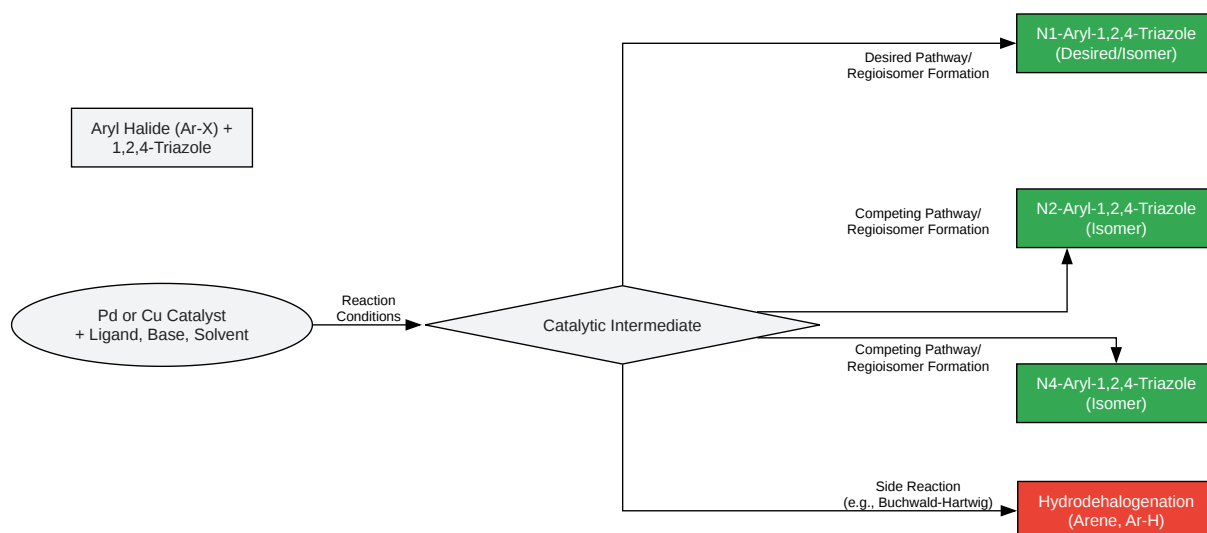 N1-Aryl-1,2,4-Triazole
(Desired/Isomer)
Desired Pathway/
Regioisomer Formation
Aryl Halide (Ar-X) +
1,2,4-Triazole
N2-Aryl-1,2,4-Triazole
(Isomer)
Competing Pathway/
Regioisomer Formation
Reaction
Conditions
Pd or Cu Catalyst
+ Ligand, Base, Solvent
Catalytic Intermediate
Competing Pathway/
Regioisomer Formation
N4-Aryl-1,2,4-Triazole
(Isomer)
Side Reaction
(e.g., Buchwald-Hartwig)
Hydrodehalogenation
(Arene, Ar-H)